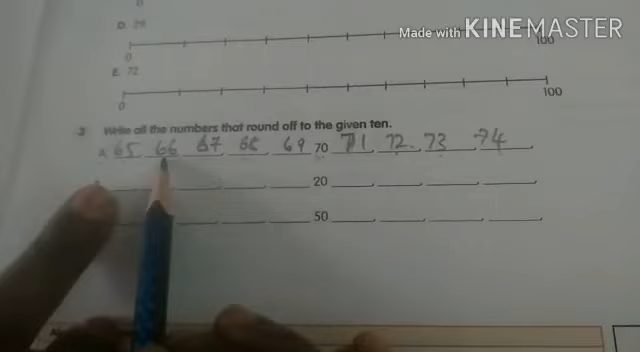 D. 29
Made with KINEMASTER
0 100
E. 72
0 100
3 Write all the numbers that round off to the given ten.
A. 65 66 67 68 69 70 71 72 73 74
20
50